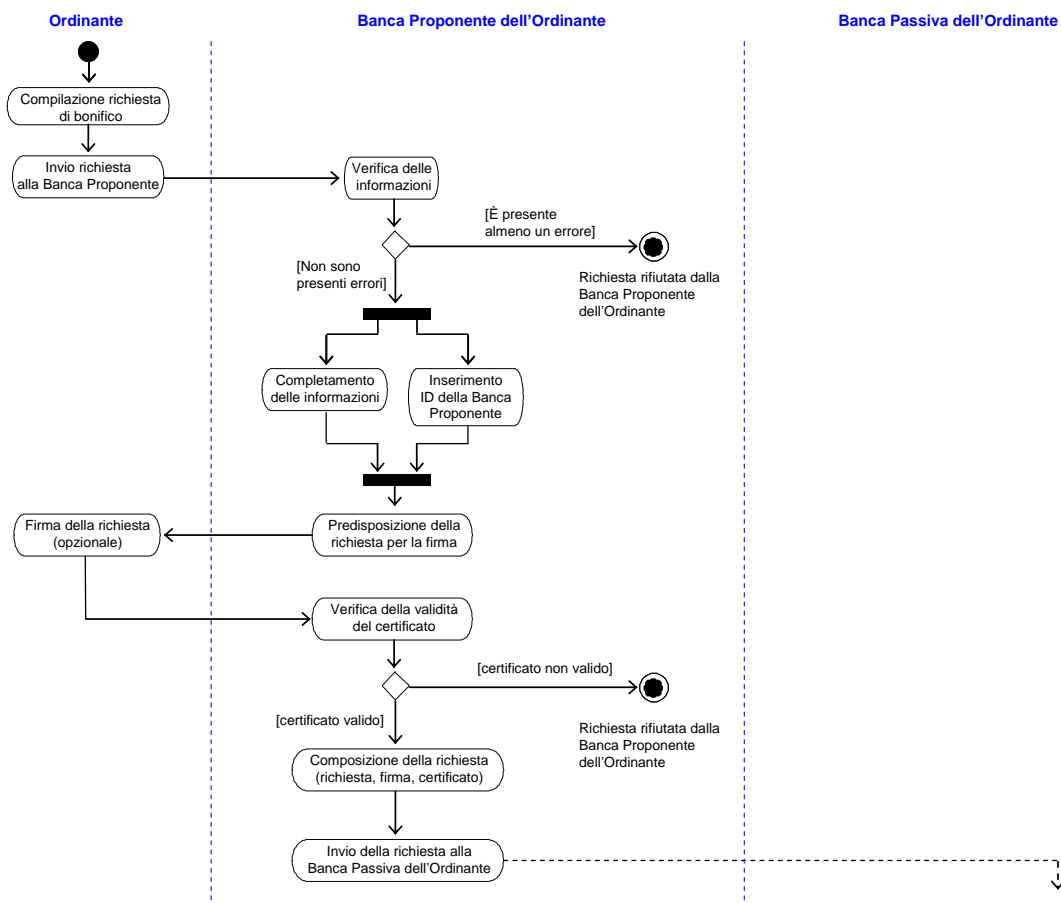 Ordinante
Banca Proponente dell'Ordinante
Banca Passiva dell'Ordinante
Compilazione richiesta
di bonifico
Invio richiesta
alla Banca Proponente
Verifica delle
informazioni
[È presente
almeno un errore]
[Non sono
presenti errori]
Richiesta rifiutata dalla
Banca Proponente
dell'Ordinante
Completamento
delle informazioni
Inserimento
ID della Banca
Proponente
Firma della richiesta
(opzionale)
Predisposizione della
richiesta per la firma
Verifica della validità
del certificato
[certificato non valido]
[certificato valido]
Richiesta rifiutata dalla
Banca Proponente
dell'Ordinante
Composizione della richiesta
(richiesta, firma, certificato)
Invio della richiesta alla
Banca Passiva dell'Ordinante